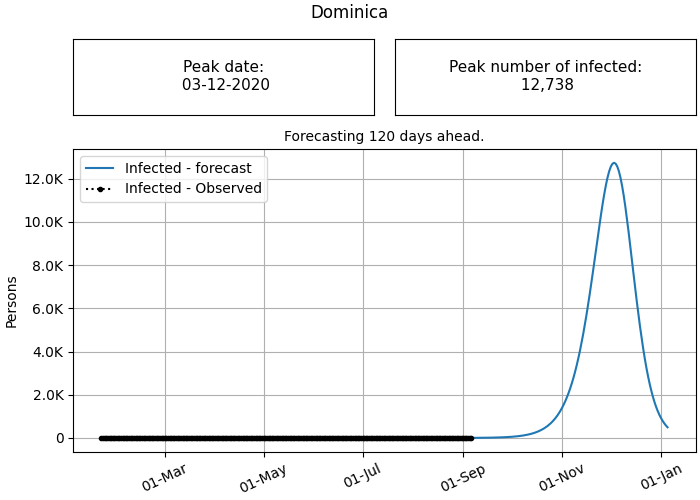 Dominica
Peak date:
03-12-2020
Peak number of infected:
12,738
Forecasting 120 days ahead.
Infected - forecast
Infected - Observed
12.0K
10.0K
8.0K
6.0K
4.0K
2.0K
0
Persons
01-Mar
01-May
01-Jul
01-Sep
01-Nov
01-Jan